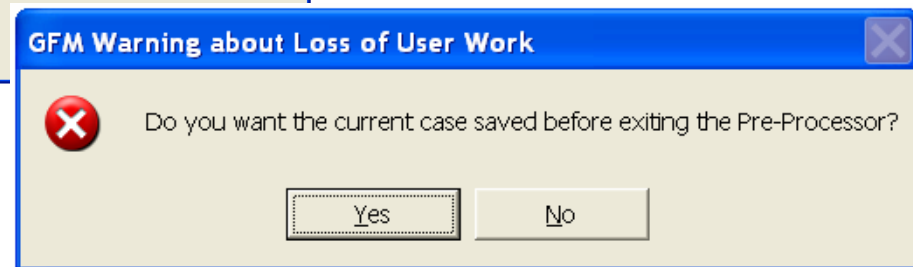 GFM Warning about Loss of User Work
Do you want the current case saved before exiting the Pre-Processor?
Yes
No